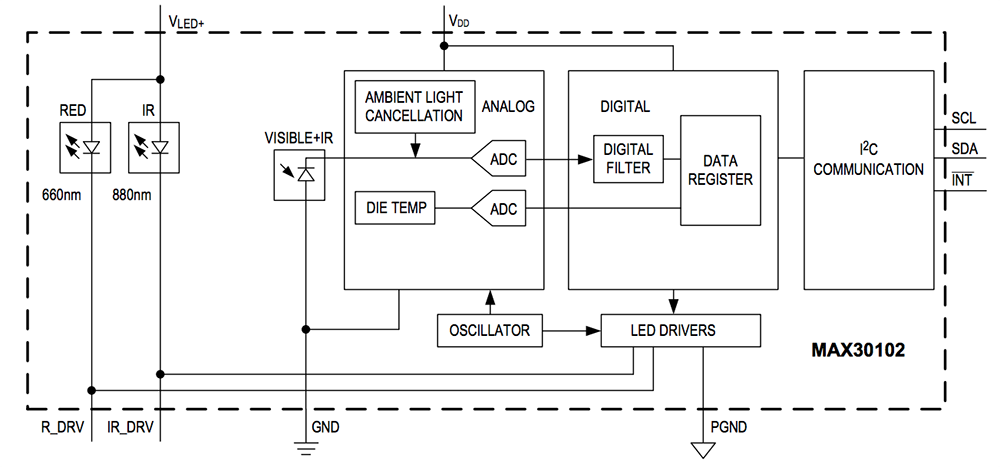 VLED+
VDD
RED
IR
660nm
880nm
VISIBLE+IR
AMBIENT LIGHT
CANCELLATION
ANALOG
ADC
DIE TEMP
ADC
DIGITAL
DIGITAL
FILTER
DATA
REGISTER
I²C
COMMUNICATION
SCL
SDA
INT
OSCILLATOR
LED DRIVERS
MAX30102
R_DRV
IR_DRV
GND
PGND